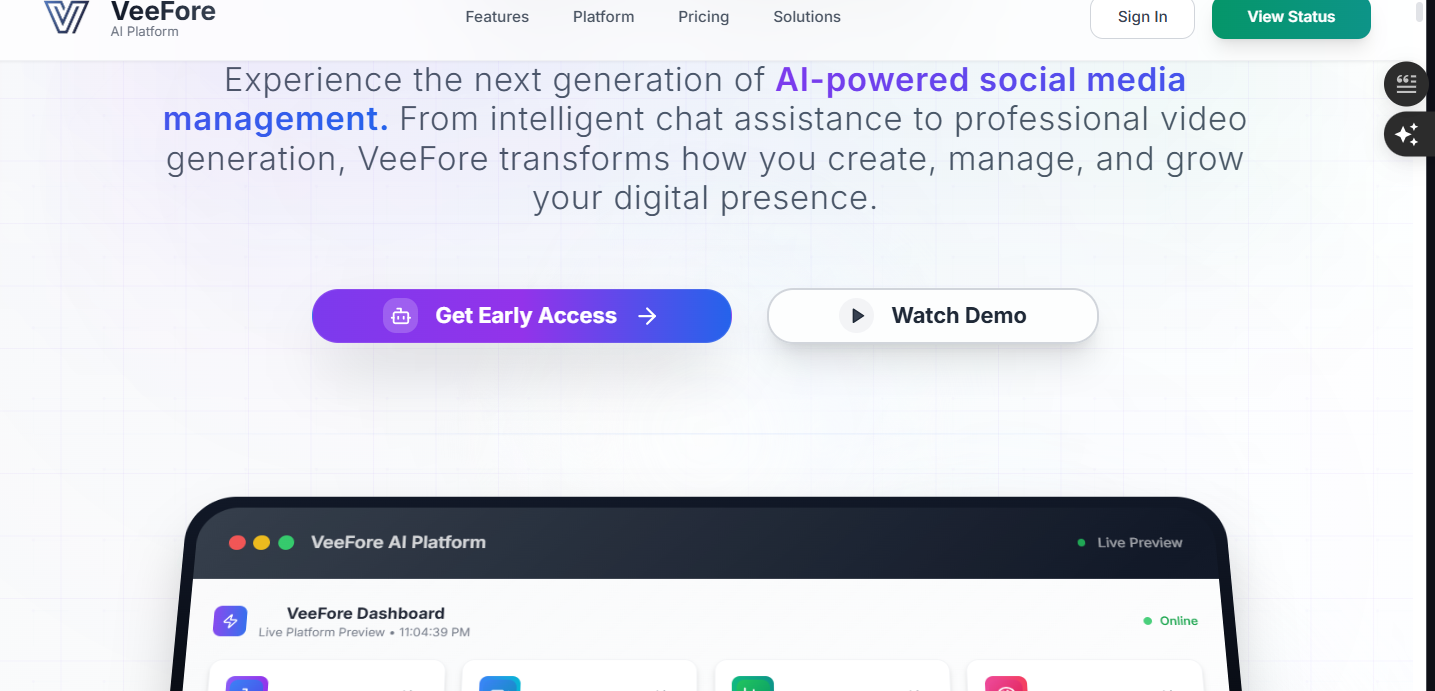 VeeFore
AI Platform
Features
Platform
Pricing
Solutions
Sign In
View Status
Experience the next generation of AI-powered social media
management. From intelligent chat assistance to professional video
generation, VeeFore transforms how you create, manage, and grow
your digital presence.
Get Early Access
Watch Demo
VeeFore AI Platform
Live Preview
VeeFore Dashboard
Live Platform Preview • 11:04:39 PM
Online